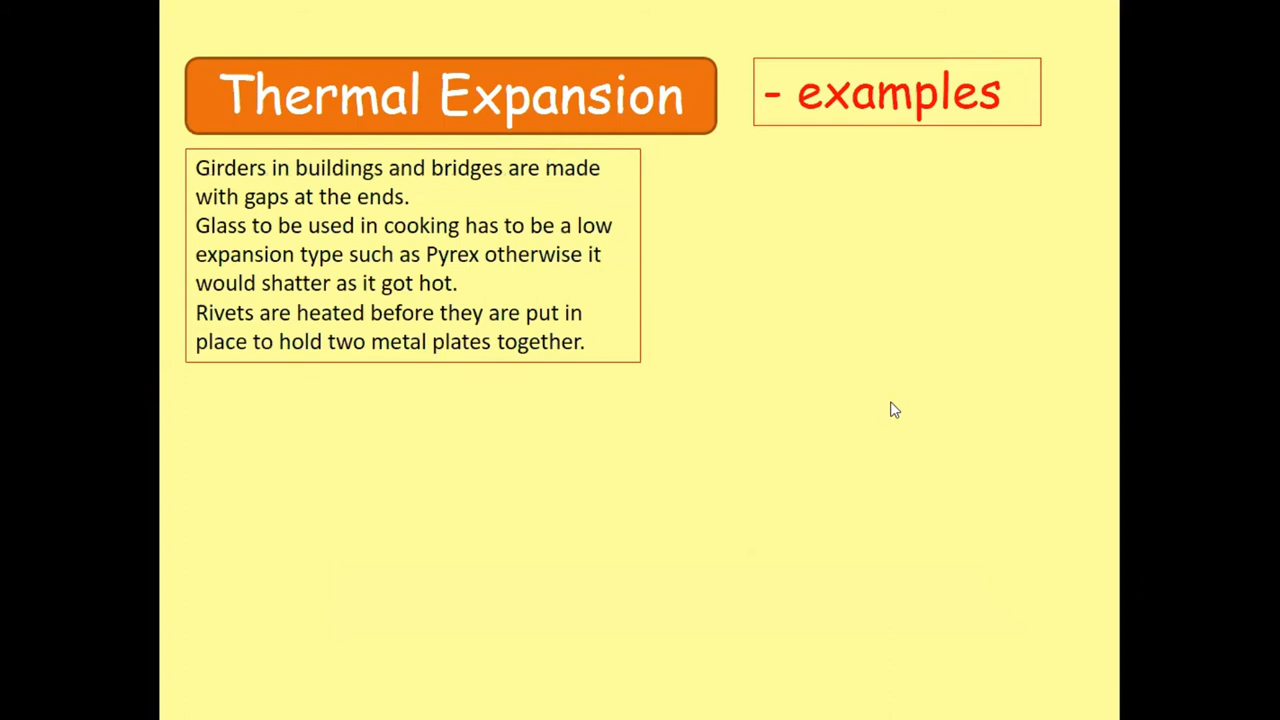 Thermal Expansion
- examples
Girders in buildings and bridges are made
with gaps at the ends.
Glass to be used in cooking has to be a low
expansion type such as Pyrex otherwise it
would shatter as it got hot.
Rivets are heated before they are put in
place to hold two metal plates together.